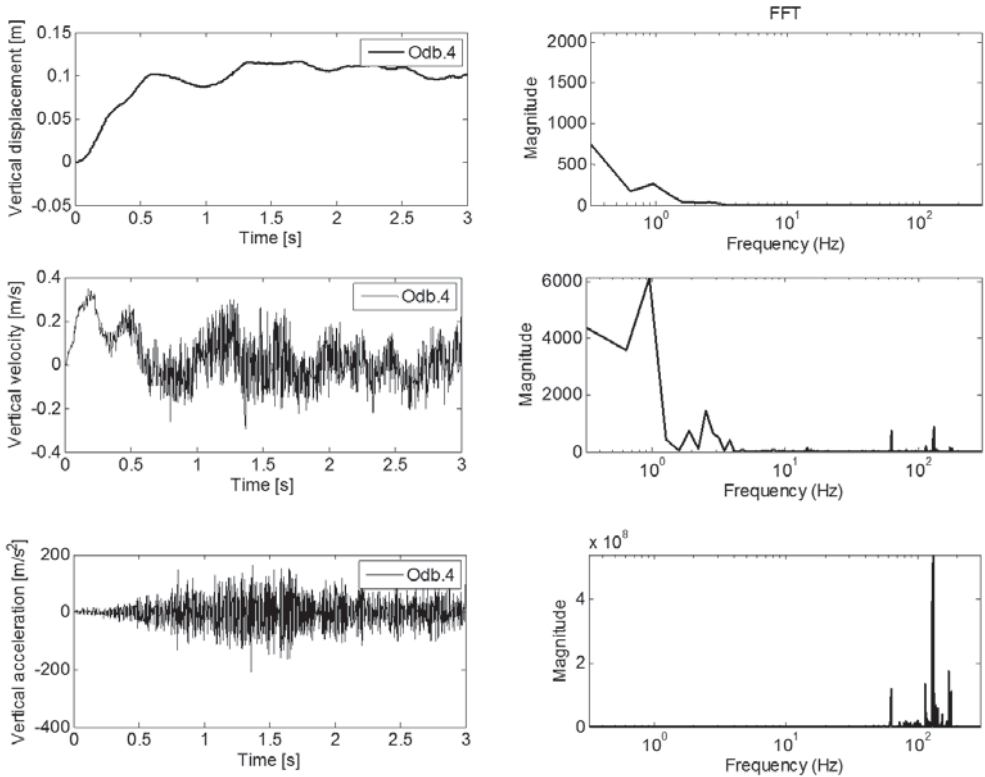 FFT
Vertical displacement [m]
0.15
0.1
0.05
0
-0.05
Odb.4
0 0.5 1 1.5 2 2.5 3
Time [s]
Magnitude
2000
1500
1000
500
0
10^0 10^1 10^2
Frequency (Hz)
Vertical velocity [m/s]
0.4
0.2
0
-0.2
-0.4
Odb.4
0 0.5 1 1.5 2 2.5 3
Time [s]
Magnitude
6000
4000
2000
0
10^0 10^1 10^2
Frequency (Hz)
Vertical acceleration [m/s²]
200
0
-200
-400
Odb.4
0 0.5 1 1.5 2 2.5 3
Time [s]
x 10^8
Magnitude
4
2
0
10^0 10^1 10^2
Frequency (Hz)